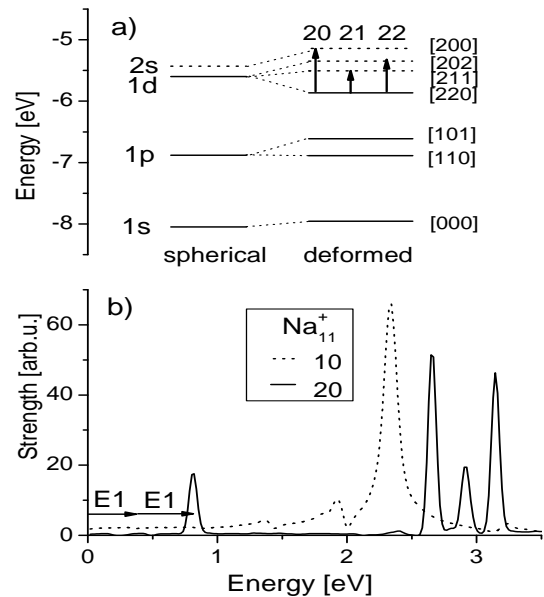 a)
20 21 22
-5
-6
-7
-8
Energy [eV]
2s
1d
1p
1s
[200]
[202]
[211]
[220]
[101]
[110]
[000]
spherical deformed
b)
60
40
20
0
Strength [arb.u.]
Na₁₁⁺
10
20
E1 E1
0 1 2 3
Energy [eV]